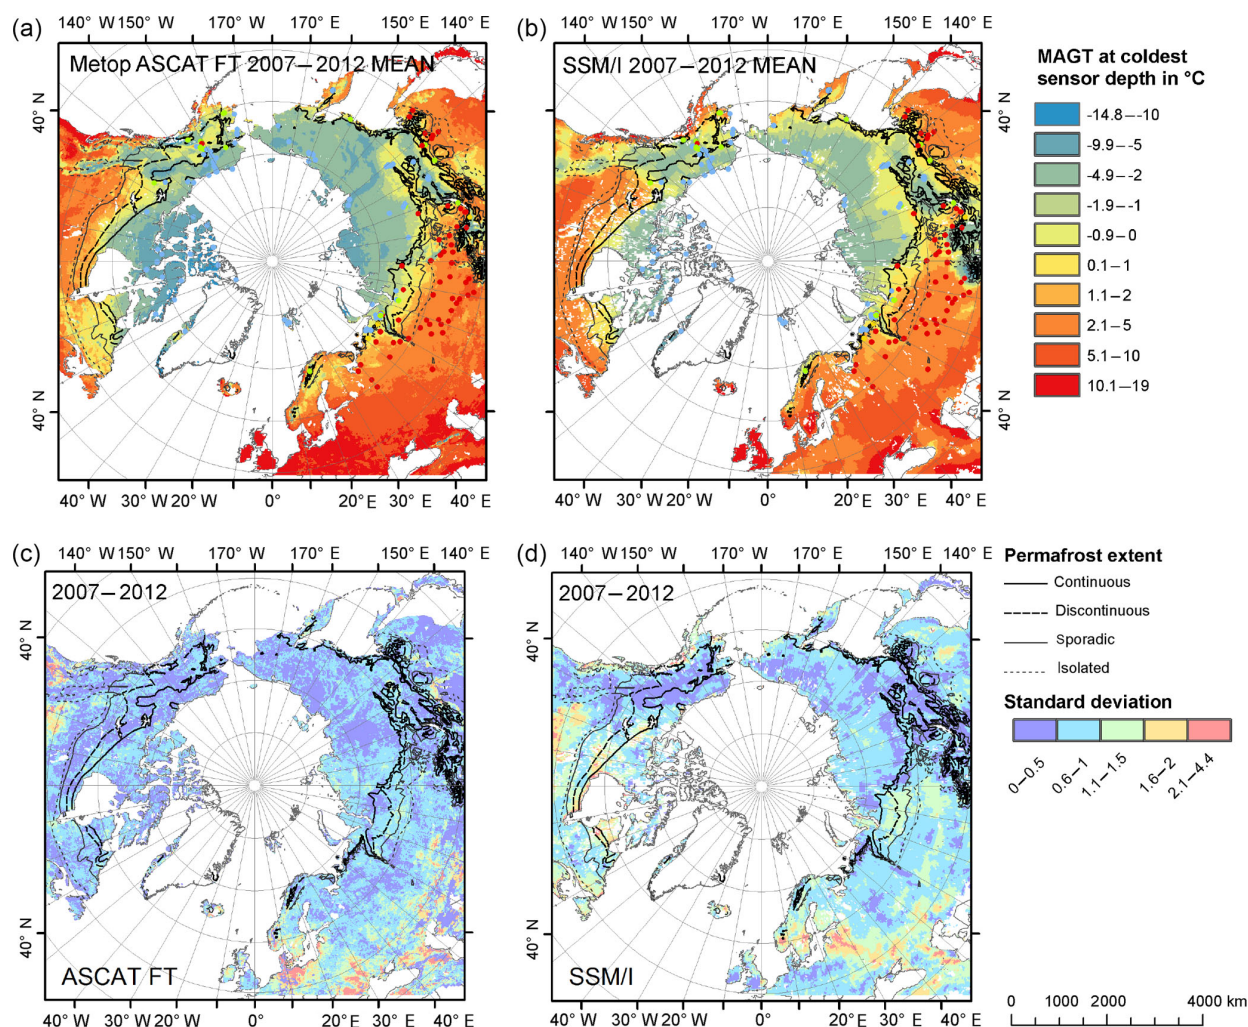 (a)
140° W 150° W 170° W 170° E 150° E 140° E
Metop ASCAT FT 2007–2012 MEAN
40° N
40° N
40° W 30° W 20° W 0° 20° E 30° E 40° E
(b)
140° W 150° W 170° W 170° E 150° E 140° E
SSM/I 2007–2012 MEAN
40° N
40° N
40° W 30° W 20° W 0° 20° E 30° E 40° E
MAGT at coldest
sensor depth in °C
-14.8–-10
-9.9–-5
-4.9–-2
-1.9–-1
-0.9–0
0.1–1
1.1–2
2.1–5
5.1–10
10.1–19
(c)
140° W 150° W 170° W 170° E 150° E 140° E
2007–2012
40° N
40° N
ASCAT FT
40° W 30° W 20° W 0° 20° E 30° E 40° E
(d)
140° W 150° W 170° W 170° E 150° E 140° E
2007–2012
40° N
40° N
SSM/I
40° W 30° W 20° W 0° 20° E 30° E 40° E
Permafrost extent
Continuous
Discontinuous
Sporadic
Isolated
Standard deviation
0–0.5
0.6–1
1.1–1.5
1.6–2
2.1–4.4
0 1000 2000 4000 km